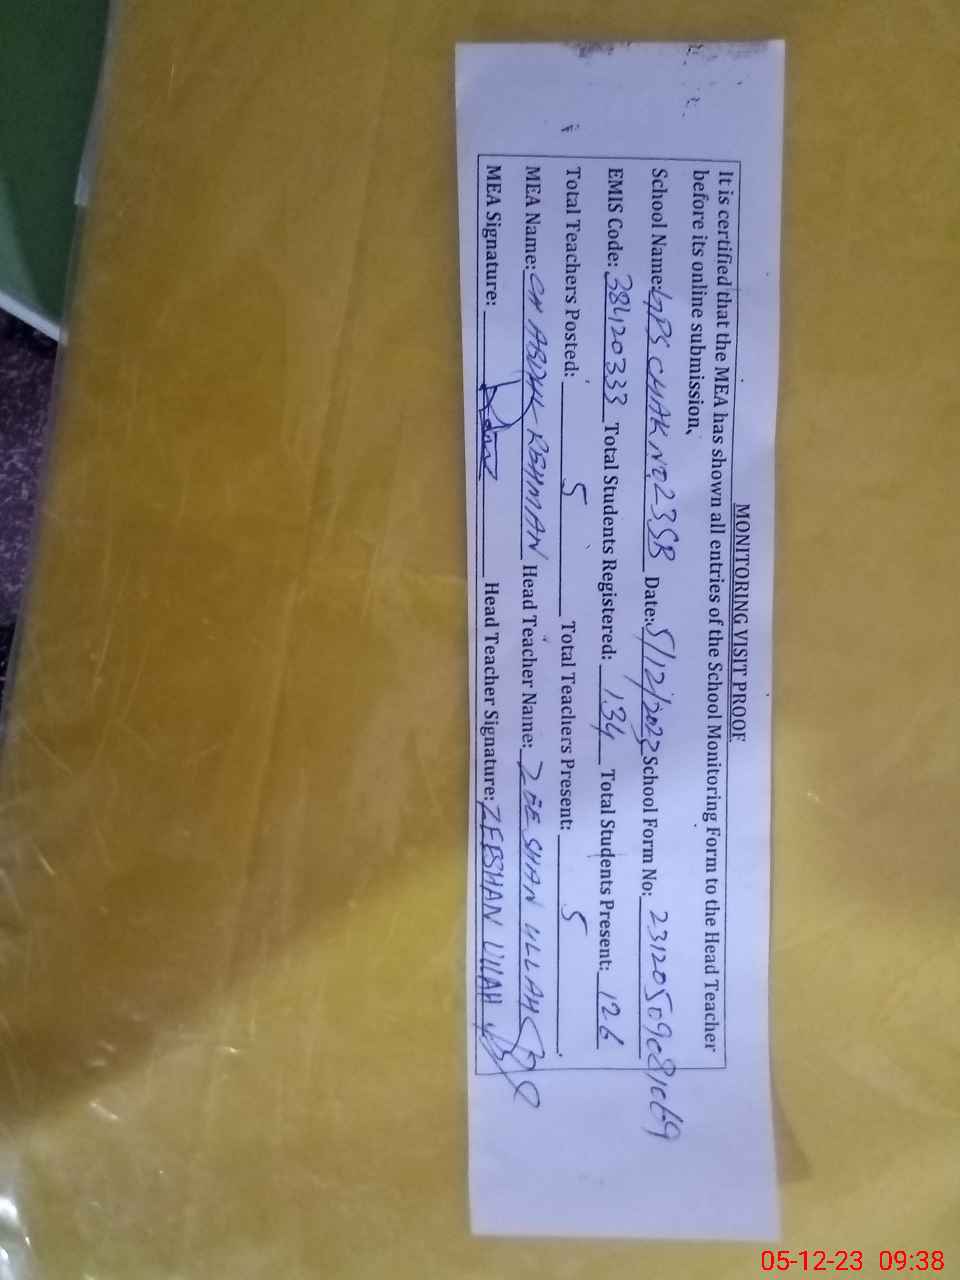 MONITORING VISIT PROOF
It is certified that the MEA has shown all entries of the School Monitoring Form to the Head Teacher
before its online submission.
School Name: GPS CHAK NO 23SB Date: 5/12/2023 School Form No: 23120509081069
EMIS Code: 38420333 Total Students Registered: 134 Total Students Present: 126
Total Teachers Posted: 5 Total Teachers Present: 5
MEA Name: CH ABDUL REHMAN Head Teacher Name: ZEESHAN ULLAH
MEA Signature: Head Teacher Signature: ZEESHAN ULLAH
05-12-23 09:38